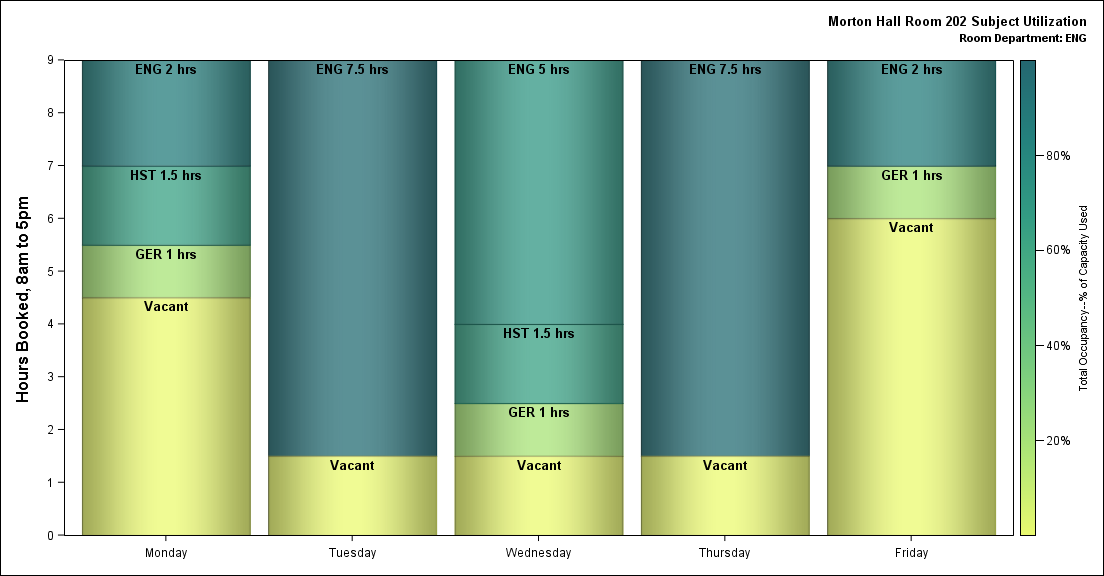 Morton Hall Room 202 Subject Utilization
Room Department: ENG
Hours Booked, 8am to 5pm
9
8
7
6
5
4
3
2
1
0
ENG 2 hrs
HST 1.5 hrs
GER 1 hrs
Vacant
ENG 7.5 hrs
Vacant
ENG 5 hrs
HST 1.5 hrs
GER 1 hrs
Vacant
ENG 7.5 hrs
Vacant
ENG 2 hrs
GER 1 hrs
Vacant
Monday Tuesday Wednesday Thursday Friday
80%
60%
40%
20%
Total Occupancy--% of Capacity Used